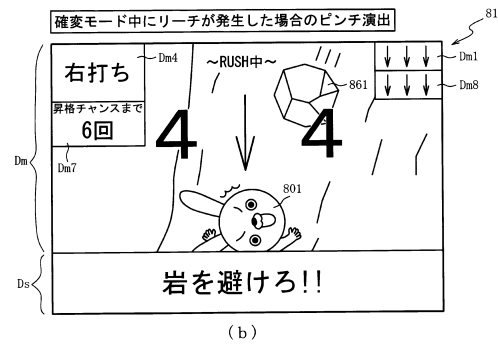 確変モード中にリーチが発生した場合のピンチ演出
81
右打ち
Dm4
～RUSH中～
861
Dm1
Dm8
昇格チャンスまで
6回
Dm7
4
4
Dm
801
Ds
岩を避けろ!!
(b)